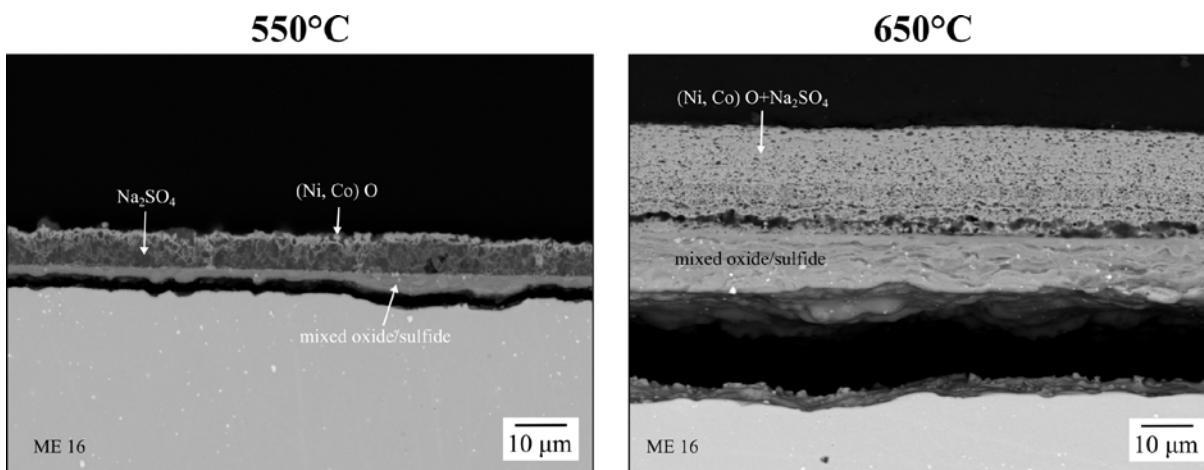 550°C
650°C
Na₂SO₄
(Ni, Co) O
mixed oxide/sulfide
ME 16
10 μm
(Ni, Co) O+Na₂SO₄
mixed oxide/sulfide
ME 16
10 μm